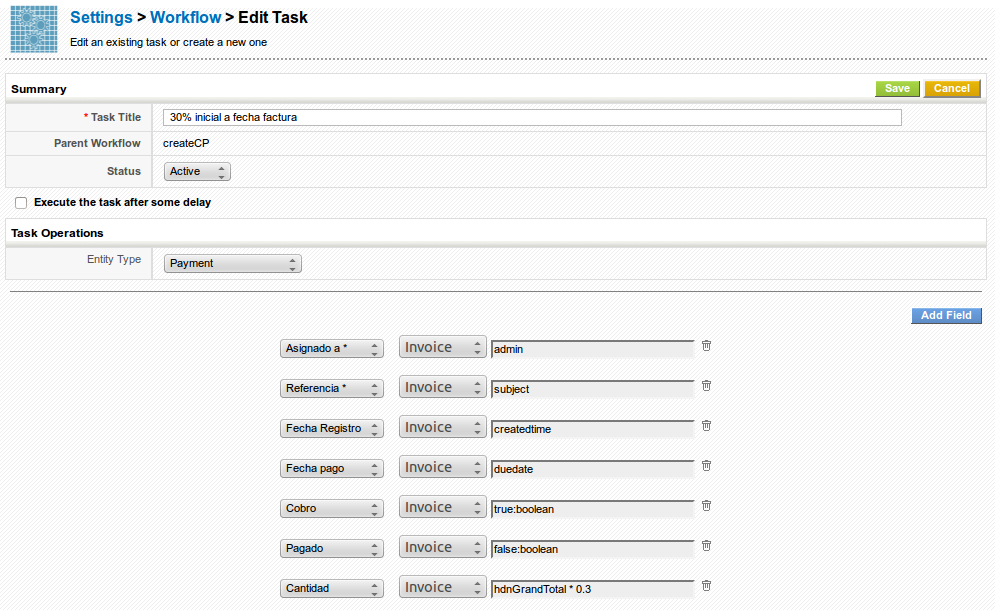 Settings > Workflow > Edit Task
Edit an existing task or create a new one
Summary
Save
Cancel
* Task Title
30% inicial a fecha factura
Parent Workflow
createCP
Status
Active
Execute the task after some delay
Task Operations
Entity Type
Payment
Add Field
Asignado a * Invoice admin
Referencia * Invoice subject
Fecha Registro Invoice createdtime
Fecha pago Invoice duedate
Cobro Invoice true:boolean
Pagado Invoice false:boolean
Cantidad Invoice hdnGrandTotal * 0.3